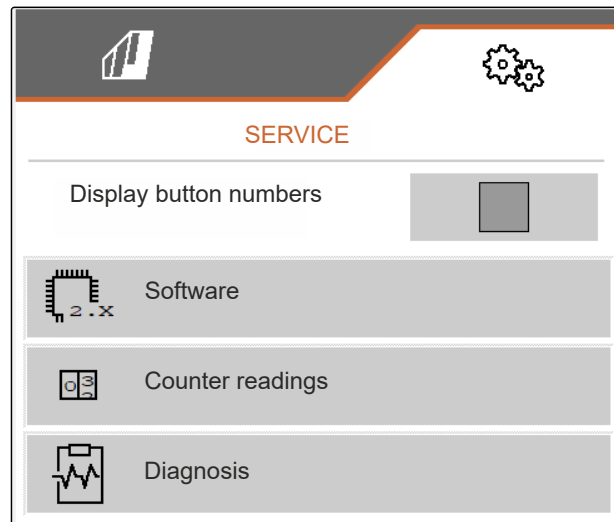 SERVICE
Display button numbers
Software
2.X
Counter readings
Diagnosis